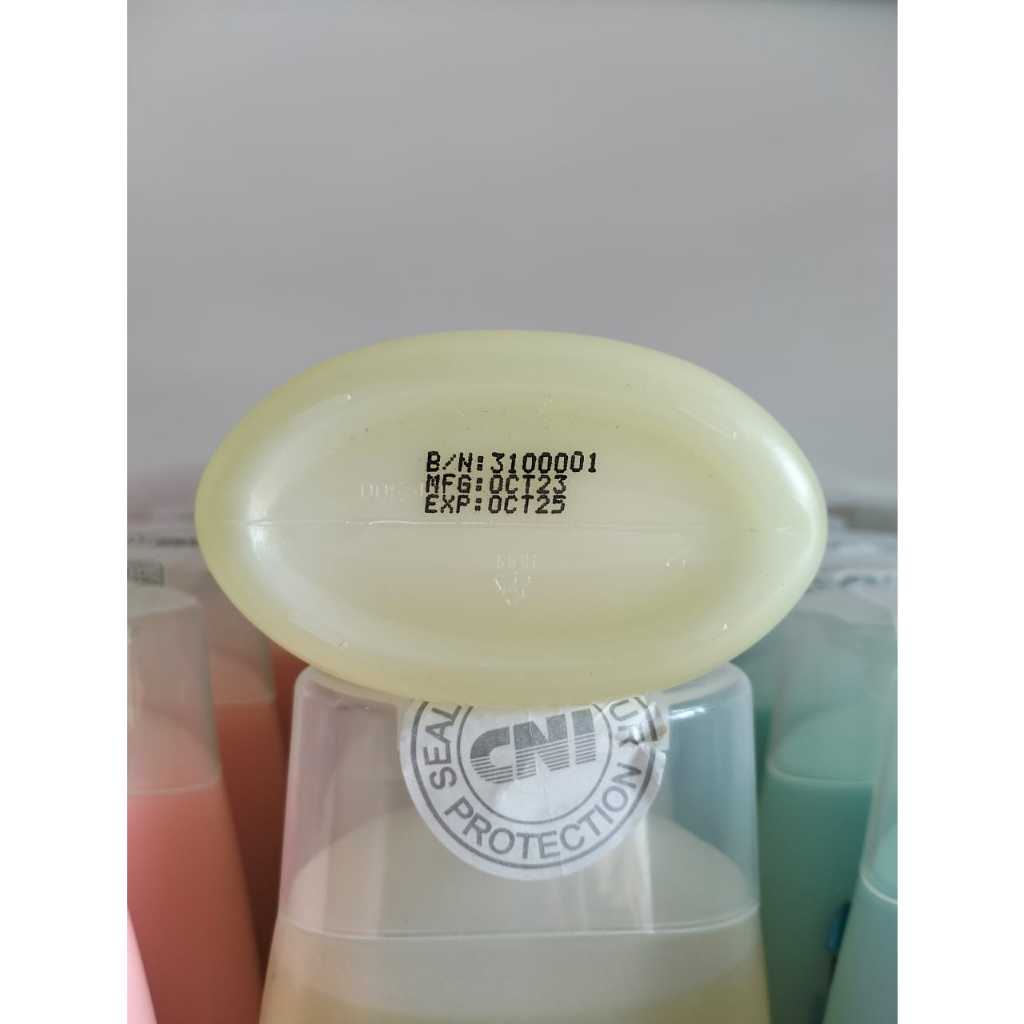 B/N:3100001
MFG:OCT23
EXP:OCT25
CNI
SEAL
PROTECTION